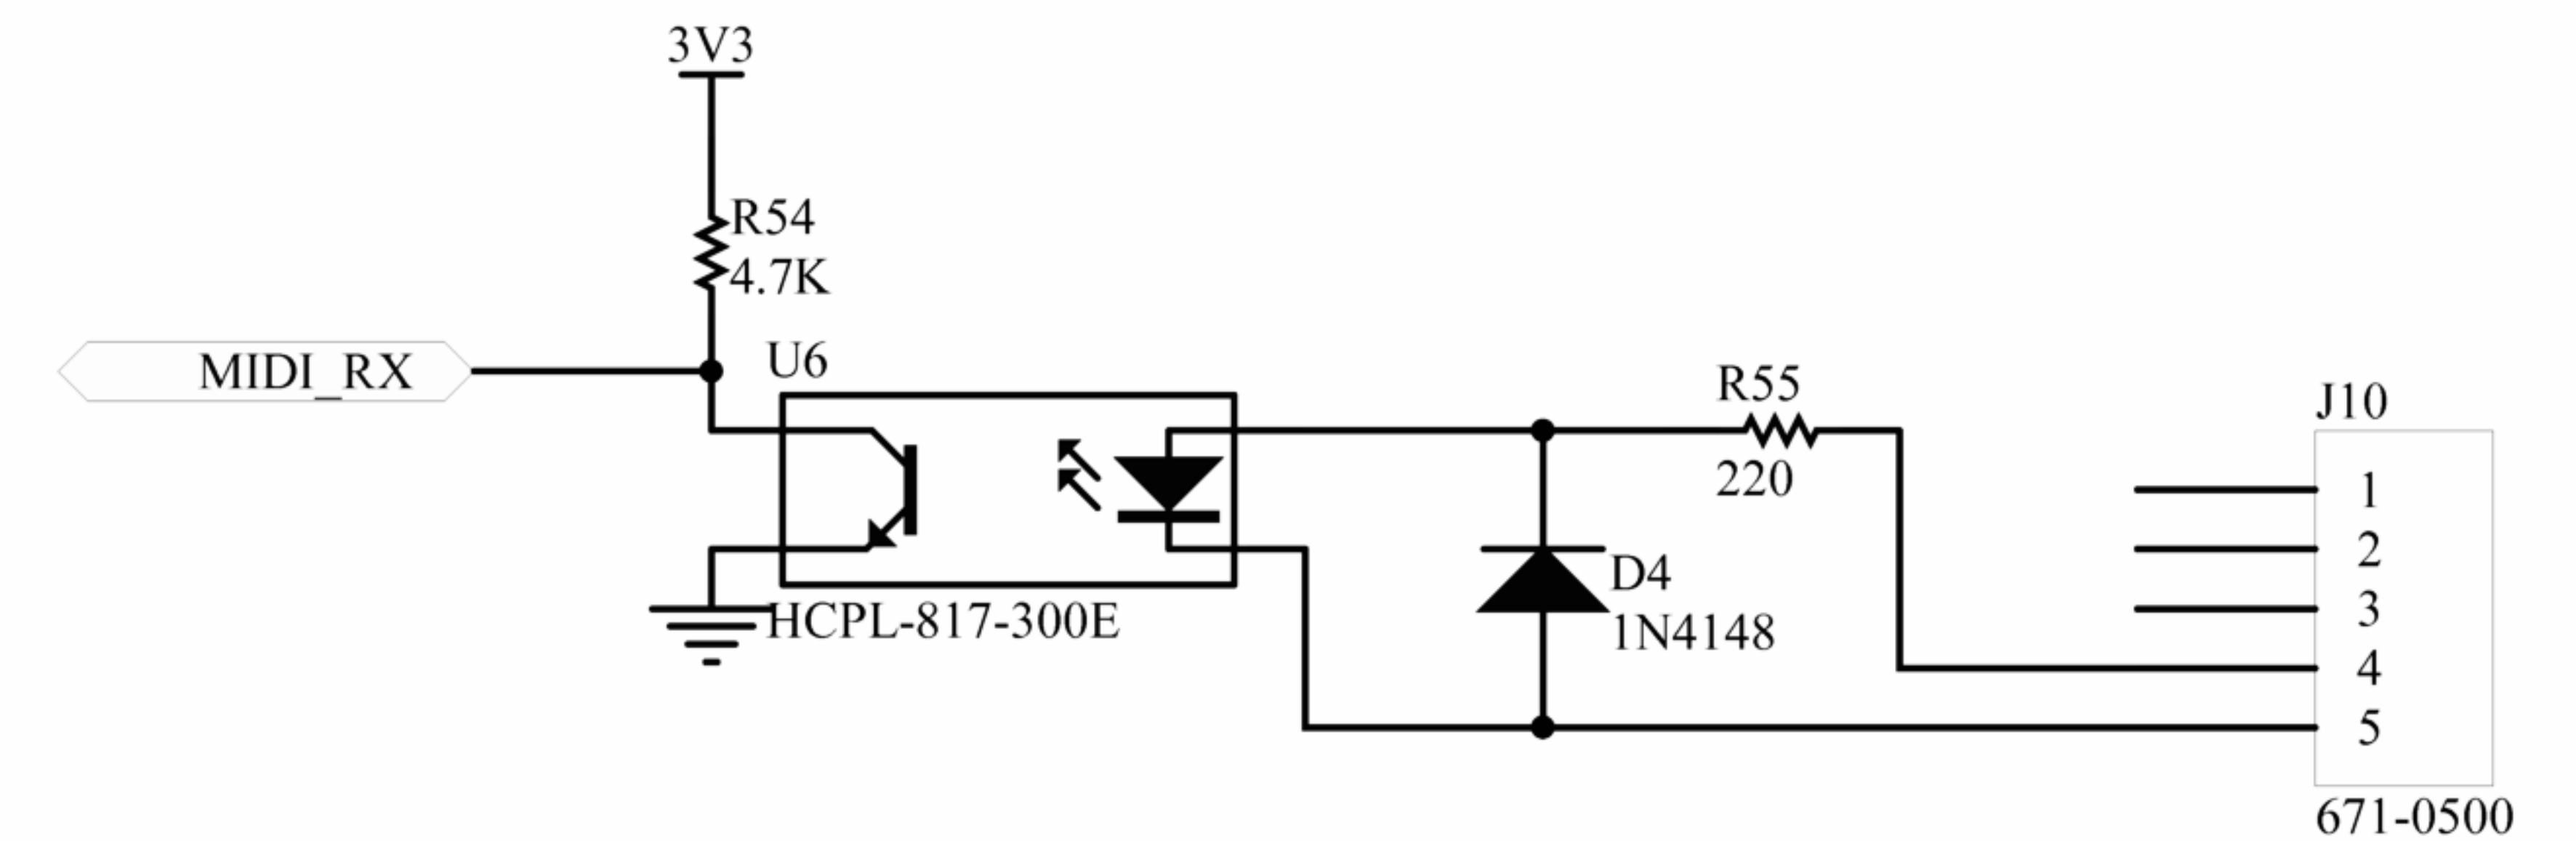 3V3
R54
4.7K
MIDI_RX
U6
HCPL-817-300E
R55
220
D4
1N4148
J10
1
2
3
4
5
671-0500